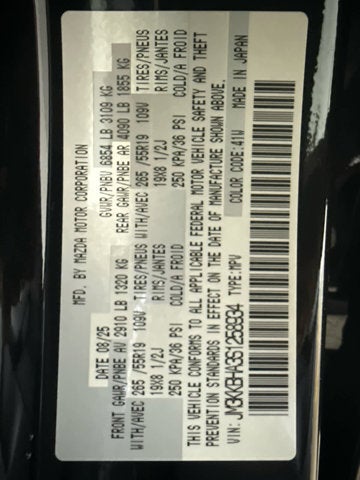 MFD. BY MAZDA MOTOR CORPORATION
DATE 08/25 GVWR/PNBV 6854 LB 3109 KG
FRONT GAWR/PNBE AV 2910 LB 1320 KG REAR GAWR/PNBE AR 4090 LB 1855 KG
WITH/AVEC 265 /55R19 109V TIRES/PNEUS WITH/AVEC 265 /55R19 109V TIRES/PNEUS
19X8 1/2J RIMS/JANTES 19X8 1/2J RIMS/JANTES
250 KPA/36 PSI COLD/A FROID 250 KPA/36 PSI COLD/A FROID
THIS VEHICLE CONFORMS TO ALL APPLICABLE FEDERAL MOTOR VEHICLE SAFETY AND THEFT
PREVENTION STANDARDS IN EFFECT ON THE DATE OF MANUFACTURE SHOWN ABOVE.
VIN: TYPE:MPV COLOR CODE:41W MADE IN JAPAN